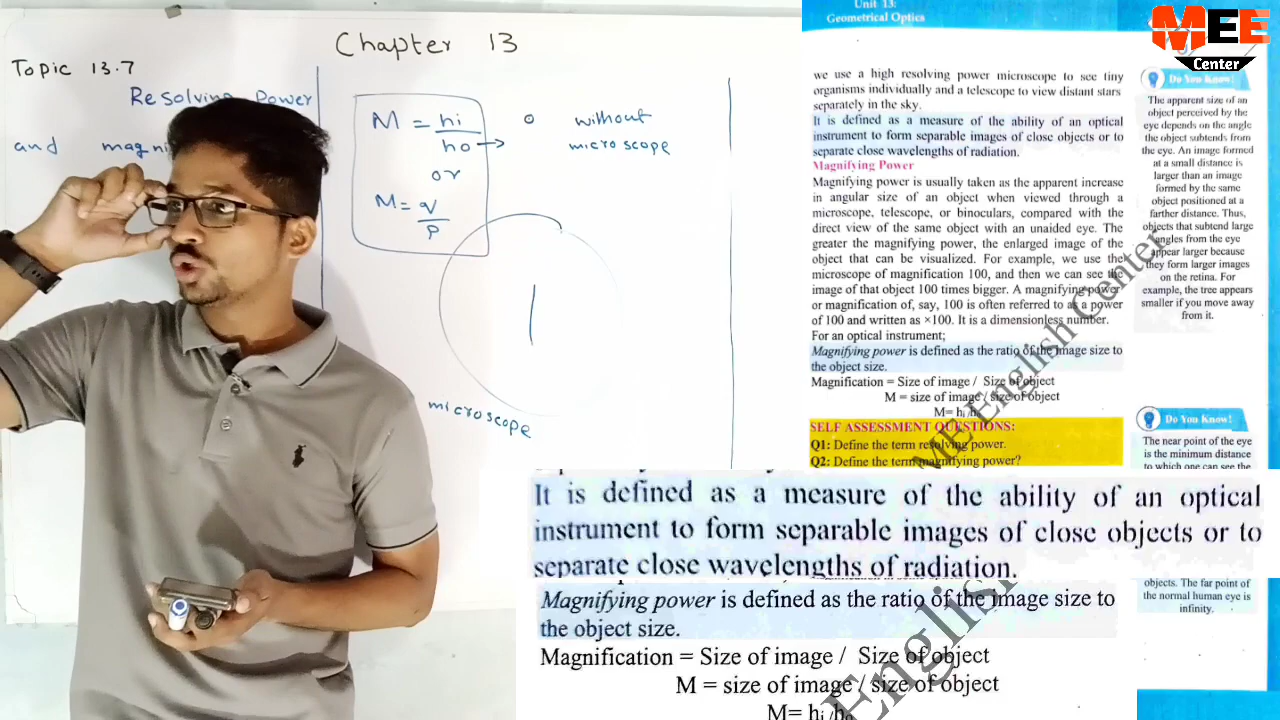 Chapter 13
Topic 13.7
Resolving Power
and magni
M = hi
ho
or
M = q
p
o without
microscope
microscope
Unit 13:
Geometrical Optics
MEE
Center
we use a high resolving power microscope to see tiny
organisms individually and a telescope to view distant stars
separately in the sky.
It is defined as a measure of the ability of an optical
instrument to form separable images of close objects or to
separate close wavelengths of radiation.
Magnifying Power
Magnifying power is usually taken as the apparent increase
in angular size of an object when viewed through a
microscope, telescope, or binoculars, compared with the
direct view of the same object with an unaided eye. The
greater the magnifying power, the enlarged image of the
object that can be visualized. For example, we use the
microscope of magnification 100, and then we can see the
image of that object 100 times bigger. A magnifying power
or magnification of, say, 100 is often referred to as a power
of 100 and written as ×100. It is a dimensionless number.
For an optical instrument;
Magnifying power is defined as the ratio of the image size to
the object size.
Magnification = Size of image / Size of object
M = size of image / size of object
M= hi/ho
SELF ASSESSMENT QUESTIONS:
Q1: Define the term resolving power.
Q2: Define the term magnifying power?
Do You Know!
The apparent size of an
object perceived by the
eye depends on the angle
the object subtends from
the eye. An image formed
at a small distance is
larger than an image
formed by the same
object positioned at a
farther distance. Thus,
objects that subtend large
angles from the eye
appear larger because
they form larger images
on the retina. For
example, the tree appears
smaller if you move away
from it.
Do You Know!
The near point of the eye
is the minimum distance
to which one can see the
objects. The far point of
the normal human eye is
infinity.
It is defined as a measure of the ability of an optical
instrument to form separable images of close objects or to
separate close wavelengths of radiation.
Magnifying power is defined as the ratio of the image size to
the object size.
Magnification = Size of image / Size of object
M = size of image / size of object
M= hi/ho
ME English Center